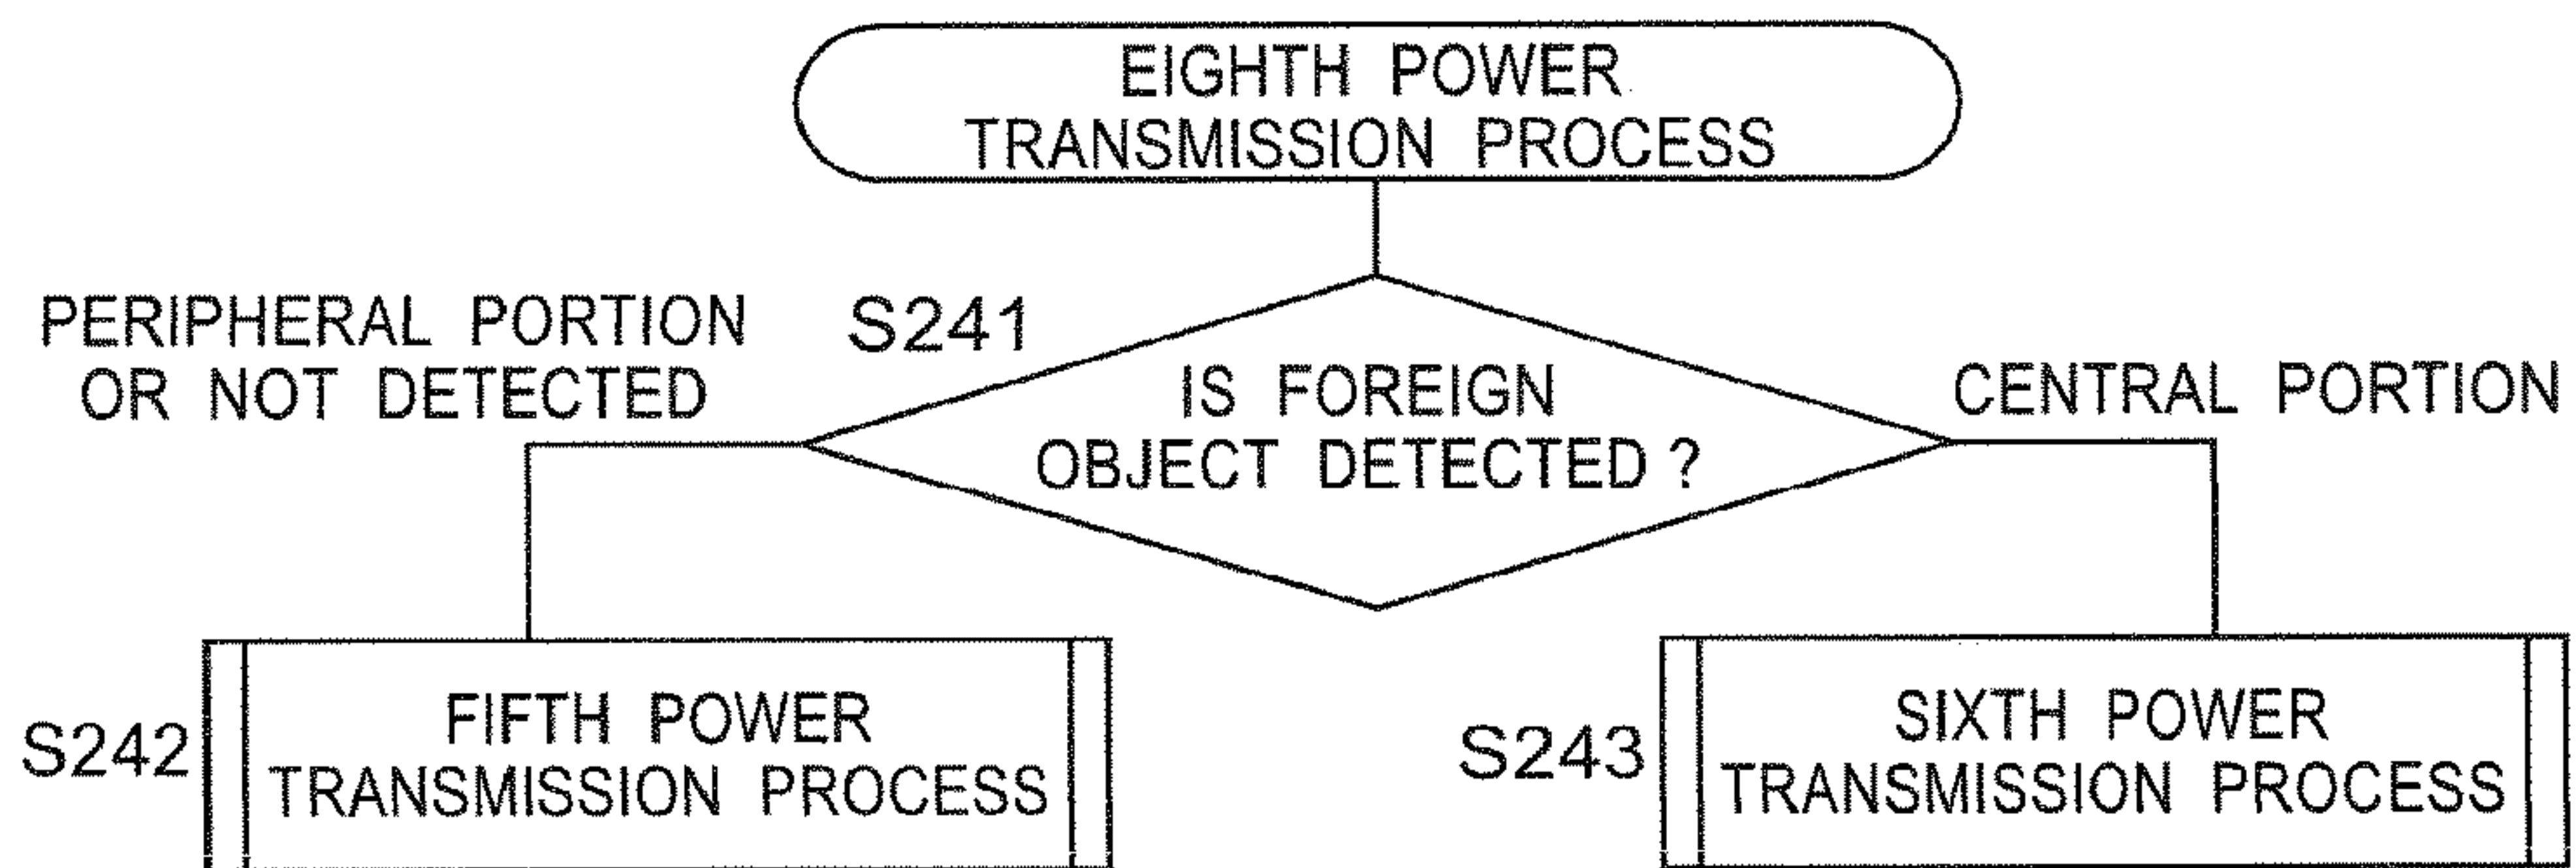 EIGHTH POWER
TRANSMISSION PROCESS
PERIPHERAL PORTION
OR NOT DETECTED
S241
IS FOREIGN
OBJECT DETECTED ?
CENTRAL PORTION
S242
FIFTH POWER
TRANSMISSION PROCESS
S243
SIXTH POWER
TRANSMISSION PROCESS